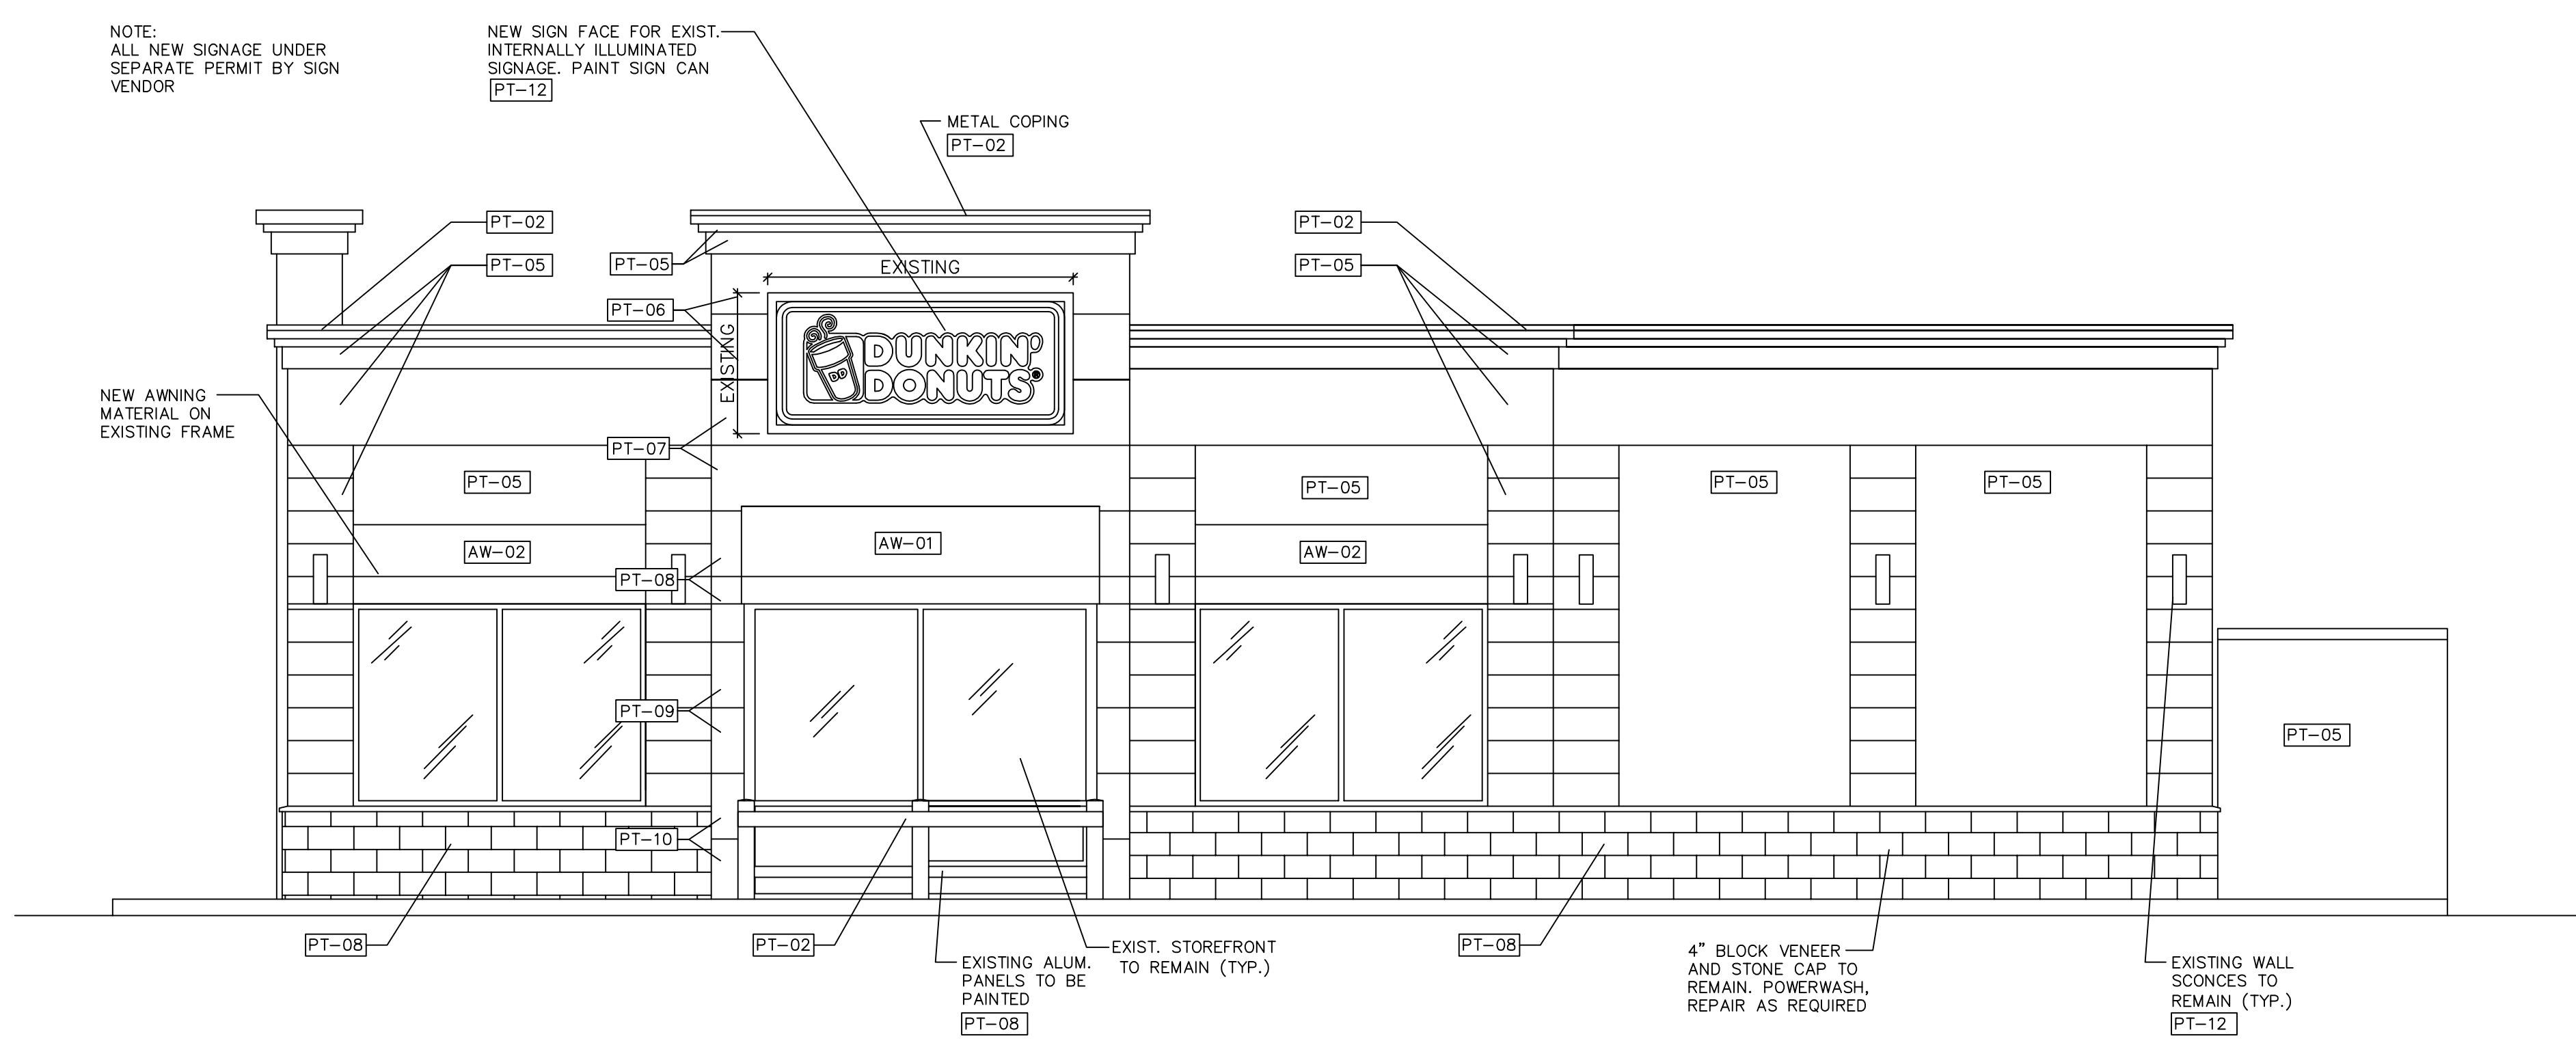 NOTE:
ALL NEW SIGNAGE UNDER
SEPARATE PERMIT BY SIGN
VENDOR
NEW SIGN FACE FOR EXIST.
INTERNALLY ILLUMINATED
SIGNAGE. PAINT SIGN CAN
PT-12
METAL COPING
PT-02
PT-02
PT-05
PT-05
PT-02
PT-05
EXISTING
PT-06
EXISTING
DD
DUNKIN'
DONUTS®
NEW AWNING
MATERIAL ON
EXISTING FRAME
PT-07
PT-05
PT-05
PT-05
PT-05
AW-02
AW-01
AW-02
PT-08
PT-09
PT-05
PT-10
PT-08
PT-02
EXISTING ALUM.
PANELS TO BE
PAINTED
PT-08
EXIST. STOREFRONT
TO REMAIN (TYP.)
PT-08
4" BLOCK VENEER
AND STONE CAP TO
REMAIN. POWERWASH,
REPAIR AS REQUIRED
EXISTING WALL
SCONCES TO
REMAIN (TYP.)
PT-12